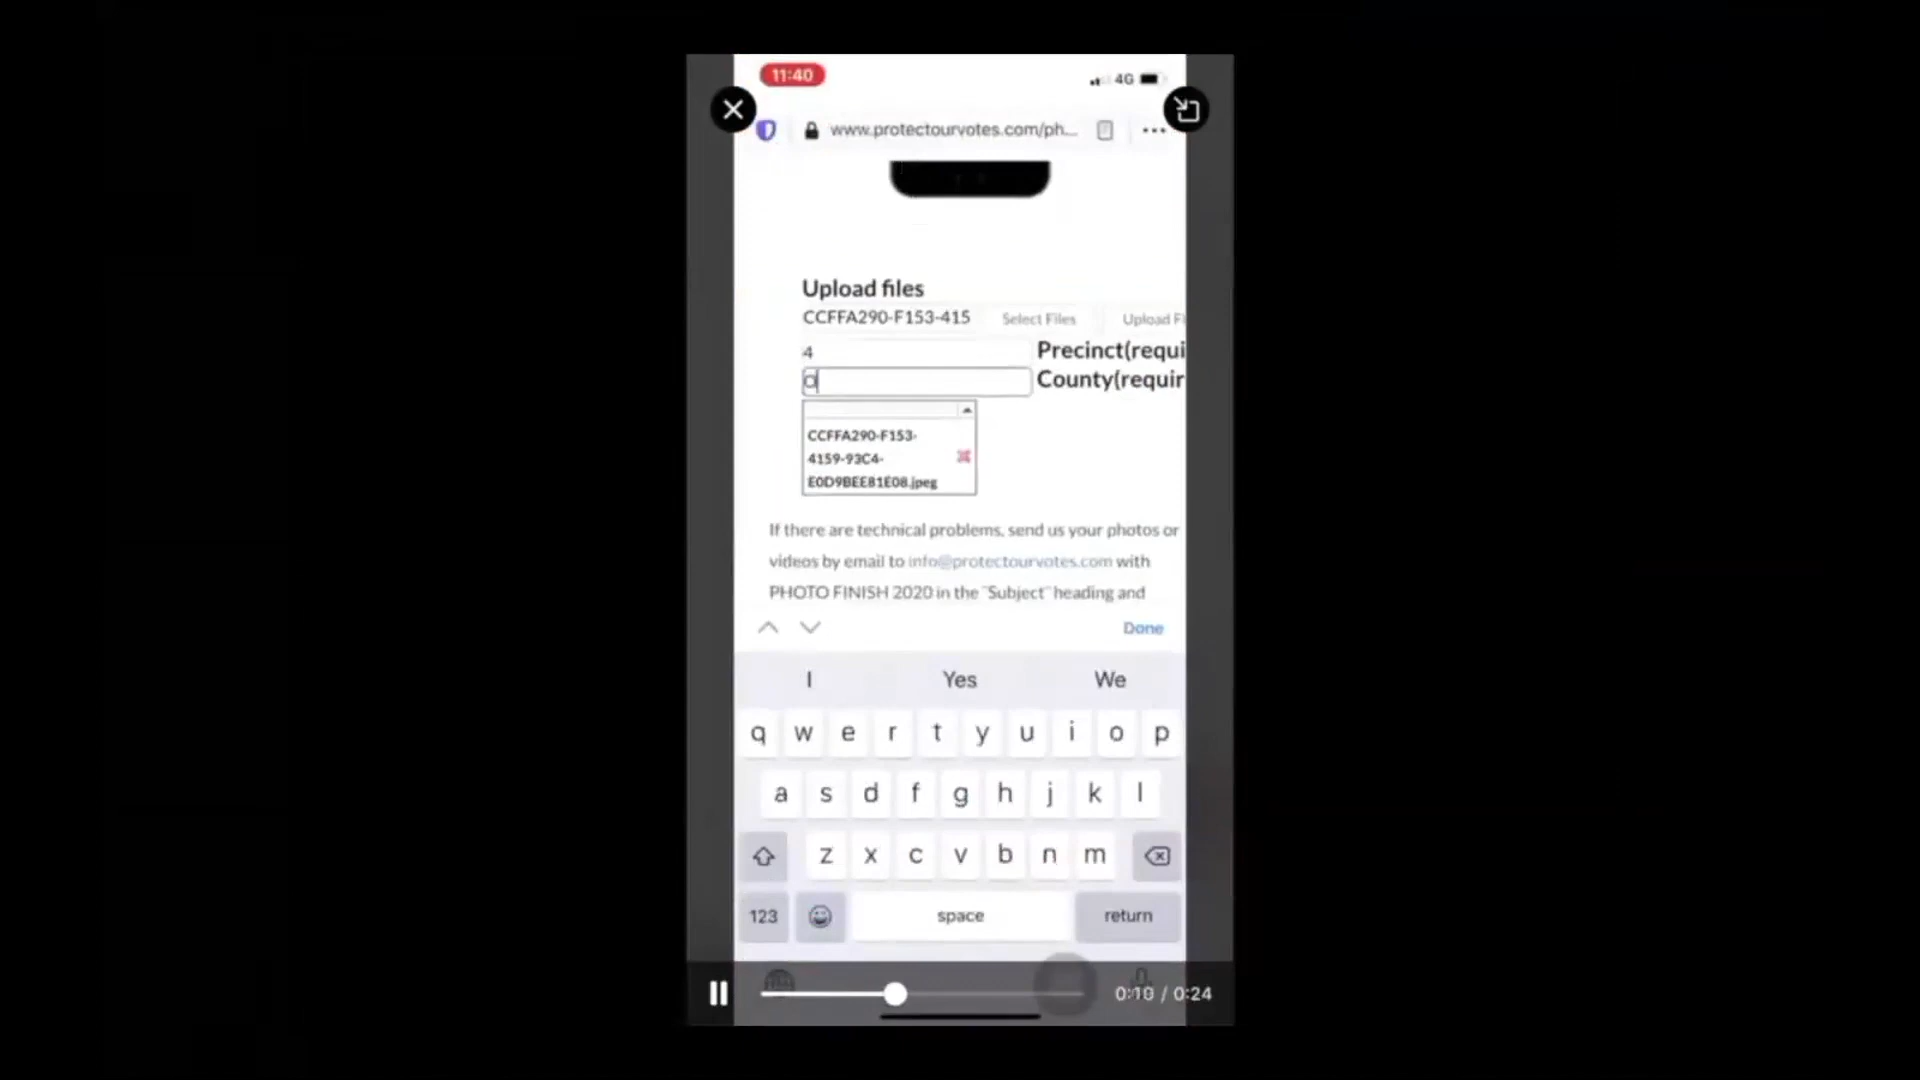 11:40
4G
www.protectourvotes.com/ph...
Upload files
CCFFA290-F153-415
Select Files
Upload Fi
4
Precinct(requi
O
County(requir
CCFFA290-F153-
4159-93C4-
E0D9BEE81E08.jpeg
If there are technical problems, send us your photos or
videos by email to info@protectourvotes.com with
PHOTO FINISH 2020 in the "Subject" heading and
Done
I Yes We
q w e r t y u i o p
a s d f g h j k l
z x c v b n m
123 space return
0:10 / 0:24